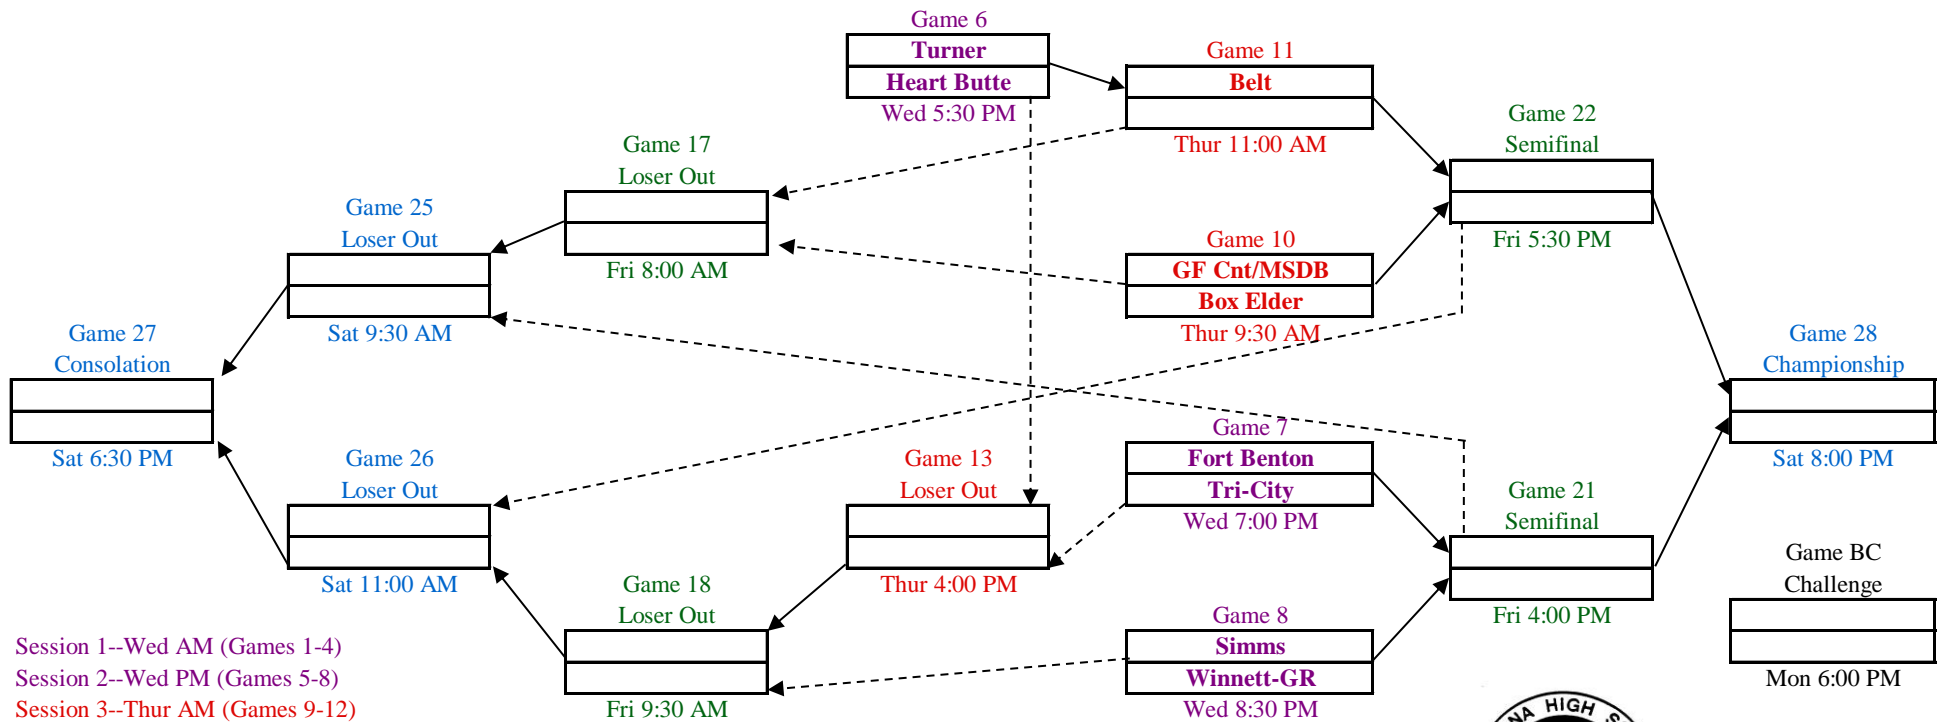 Game 6
Turner
Heart Butte
Wed 5:30 PM
Game 11
Belt
Thur 11:00 AM
Game 17
Loser Out
Fri 8:00 AM
Game 22
Semifinal
Fri 5:30 PM
Game 25
Loser Out
Sat 9:30 AM
Game 10
GF Cnt/MSDB
Box Elder
Thur 9:30 AM
Game 27
Consolation
Sat 6:30 PM
Game 28
Championship
Sat 8:00 PM
Game 26
Loser Out
Sat 11:00 AM
Game 13
Loser Out
Thur 4:00 PM
Game 7
Fort Benton
Tri-City
Wed 7:00 PM
Game 21
Semifinal
Fri 4:00 PM
Game BC
Challenge
Mon 6:00 PM
Game 18
Loser Out
Fri 9:30 AM
Game 8
Simms
Winnett-GR
Wed 8:30 PM
Session 1--Wed AM (Games 1-4)
Session 2--Wed PM (Games 5-8)
Session 3--Thur AM (Games 9-12)
NA HIGH S